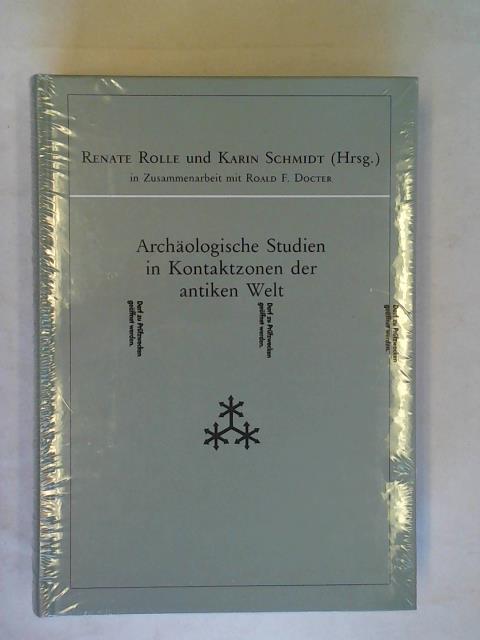 RENATE ROLLE und KARIN SCHMIDT (Hrsg.)
in Zusammenarbeit mit ROALD F. DOCTER
Archäologische Studien
in Kontaktzonen der
antiken Welt
Darf zu Prüfzwecken
geöffnet werden.
Darf zu Prüfzwecken
geöffnet werden.
Darf zu Prüfzwecken
geöffnet werden.